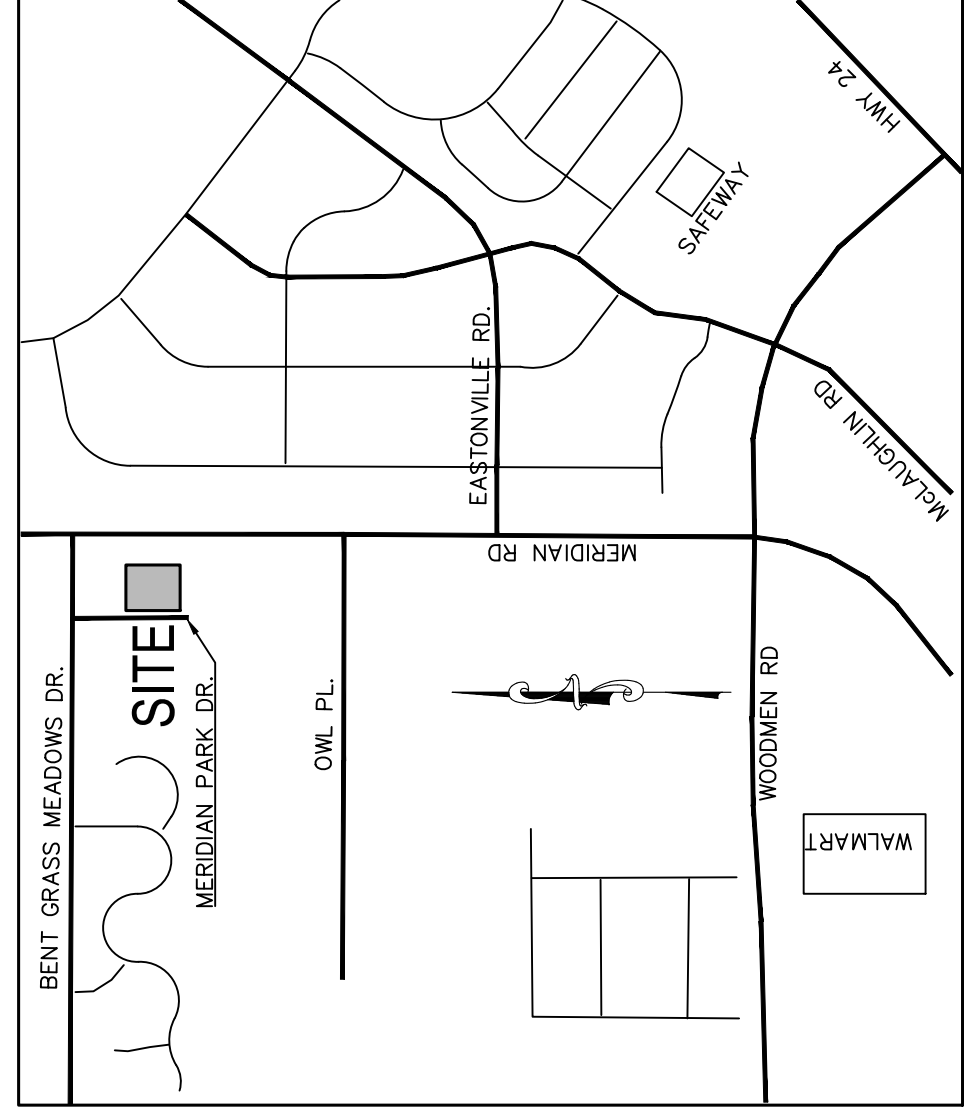 HWY 24
SAFEWAY
EASTONVILLE RD.
McLAUGHLIN RD
MERIDIAN RD
BENT GRASS MEADOWS DR.
SITE
MERIDIAN PARK DR.
OWL PL.
N
WOODMEN RD
WALMART